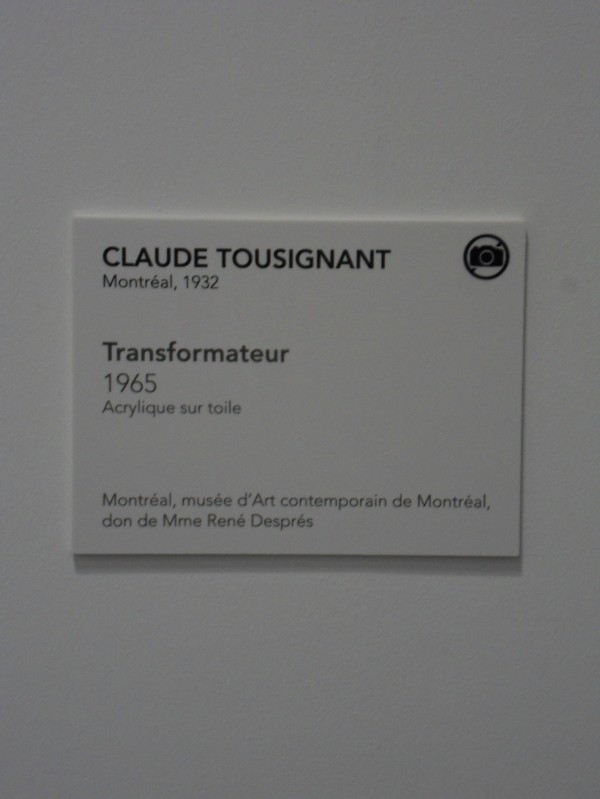 CLAUDE TOUSIGNANT
Montréal, 1932
Transformateur
1965
Acrylique sur toile
Montréal, musée d'Art contemporain de Montréal,
don de Mme René Després